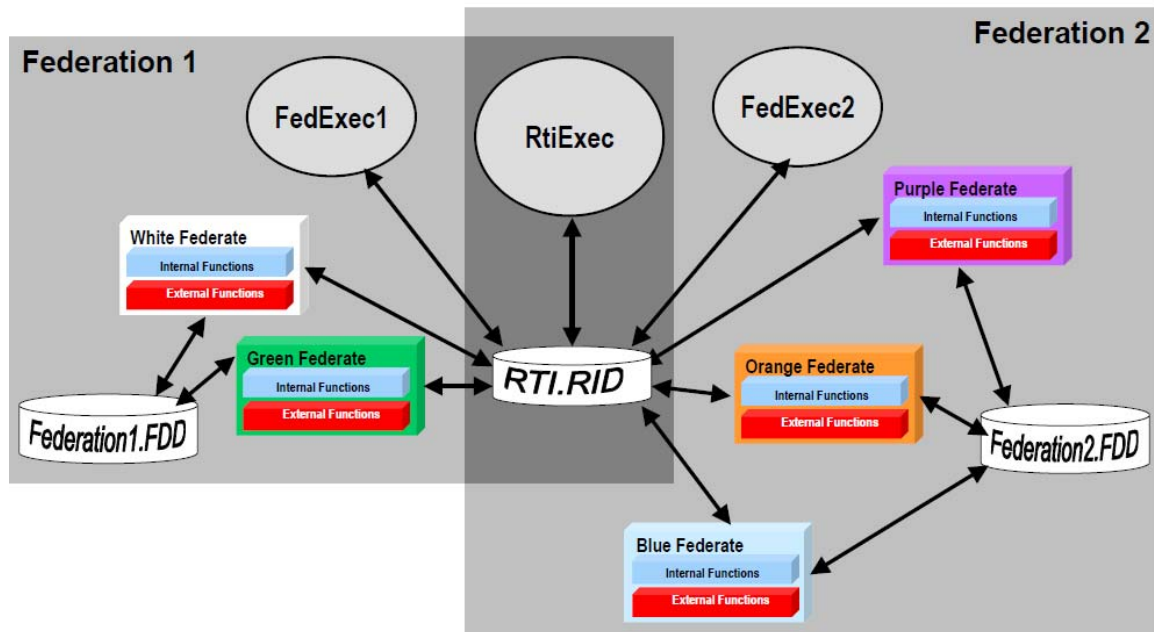 Federation 1
Federation 2
FedExec1
RtiExec
FedExec2
Purple Federate
Internal Functions
External Functions
White Federate
Internal Functions
External Functions
Green Federate
Internal Functions
External Functions
RTI.RID
Orange Federate
Internal Functions
External Functions
Federation1.FDD
Federation2.FDD
Blue Federate
Internal Functions
External Functions